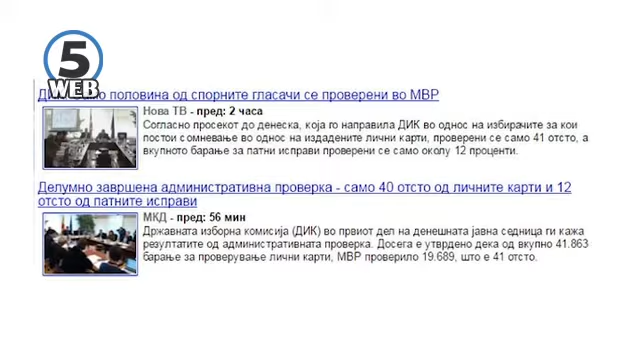 5
WEB
половина од спорните гласачи се проверени во МВР
Нова ТВ - пред: 2 часа
Согласно просекот до денеска, која го направила ДИК во однос на избирачите за кои
постои сомневање во однос на издадените лични карти, проверени се само 41 отсто, а
вкупното барање за патни исправи проверени се само околу 12 проценти.
Делумно завршена административна проверка - само 40 отсто од личните карти и 12
отсто од патните исправи
МКД - пред: 56 мин
Државната изборна комисија (ДИК) во првиот дел на денешната јавна седница ги кажа
резултатите од административната проверка. Досега е утврдено дека од вкупно 41.863
барање за проверување лични карти, МВР проверило 19.689, што е 41 отсто.